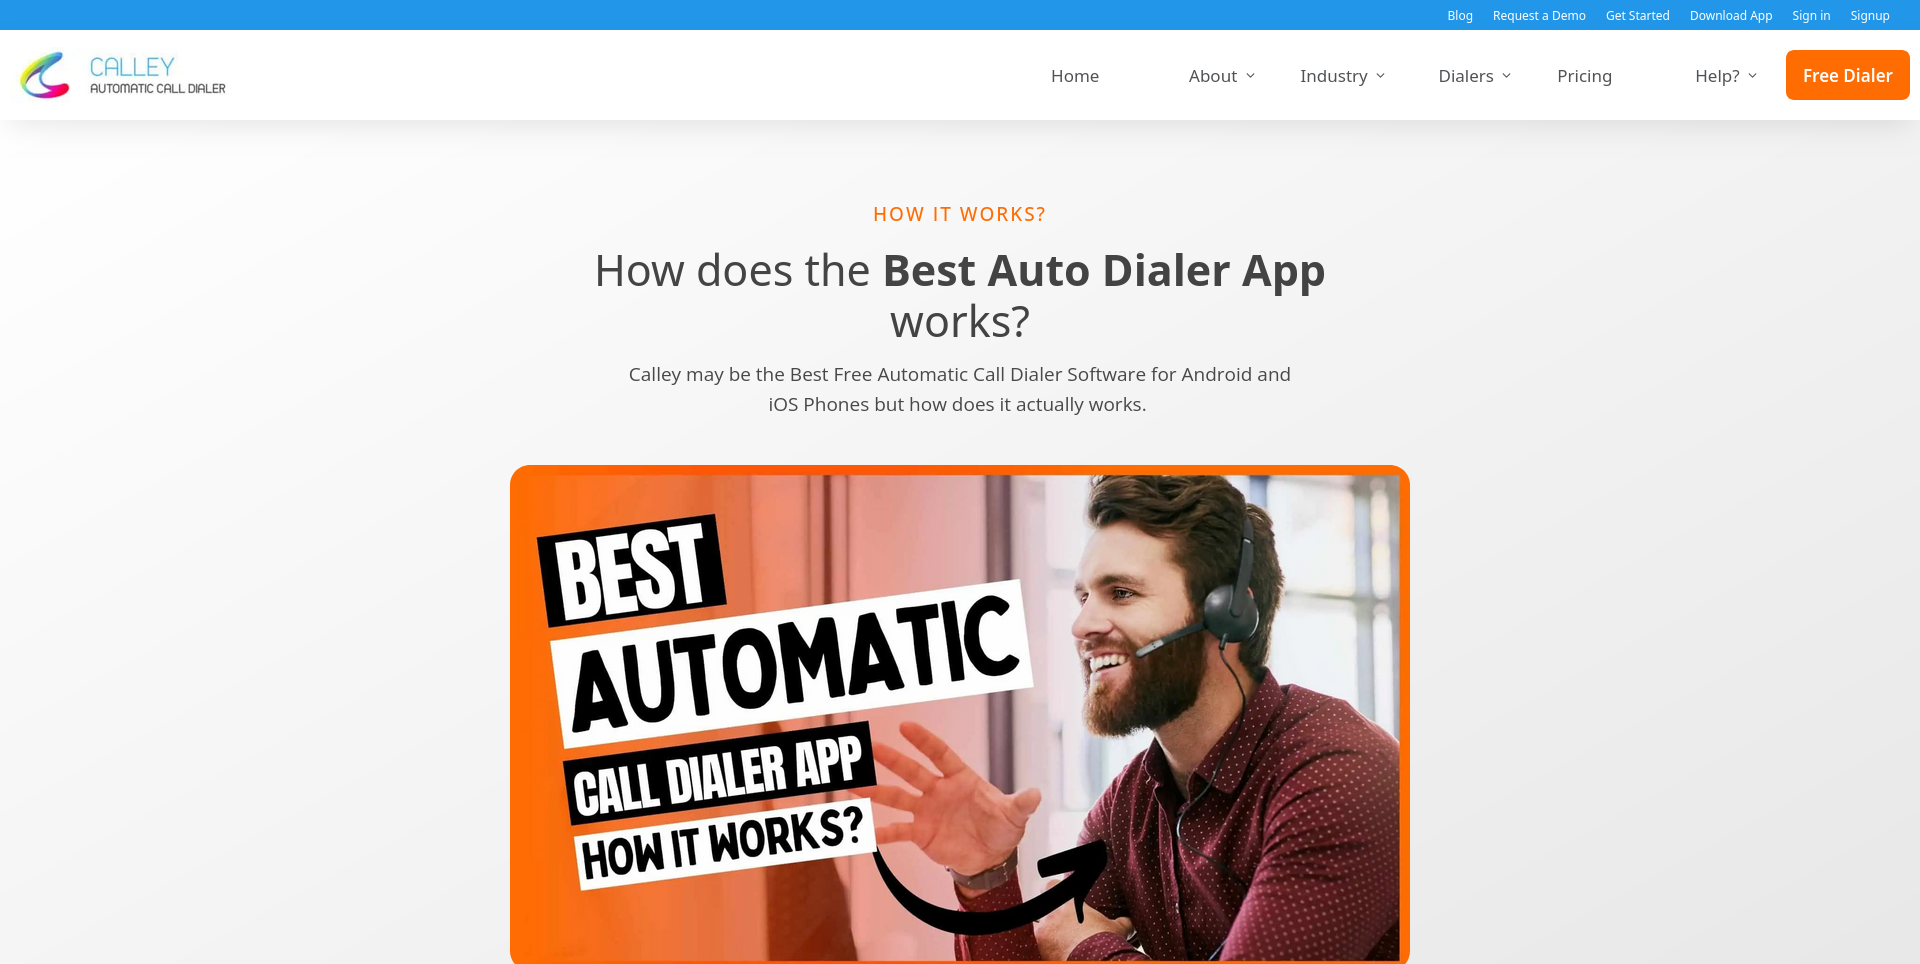 Blog Request a Demo Get Started Download App Sign in Signup
CALLEY
AUTOMATIC CALL DIALER
Home About Industry Dialers Pricing Help? Free Dialer
HOW IT WORKS?
How does the Best Auto Dialer App
works?
Calley may be the Best Free Automatic Call Dialer Software for Android and
iOS Phones but how does it actually works.
BEST
AUTOMATIC
CALL DIALER APP
HOW IT WORKS?